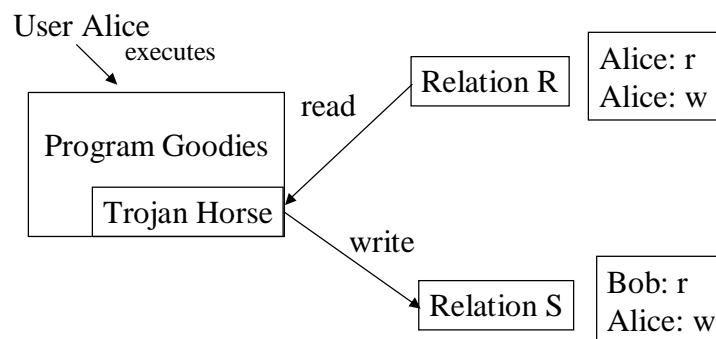 User Alice
executes
Program Goodies
Trojan Horse
read
Relation R
Alice: r
Alice: w
write
Relation S
Bob: r
Alice: w